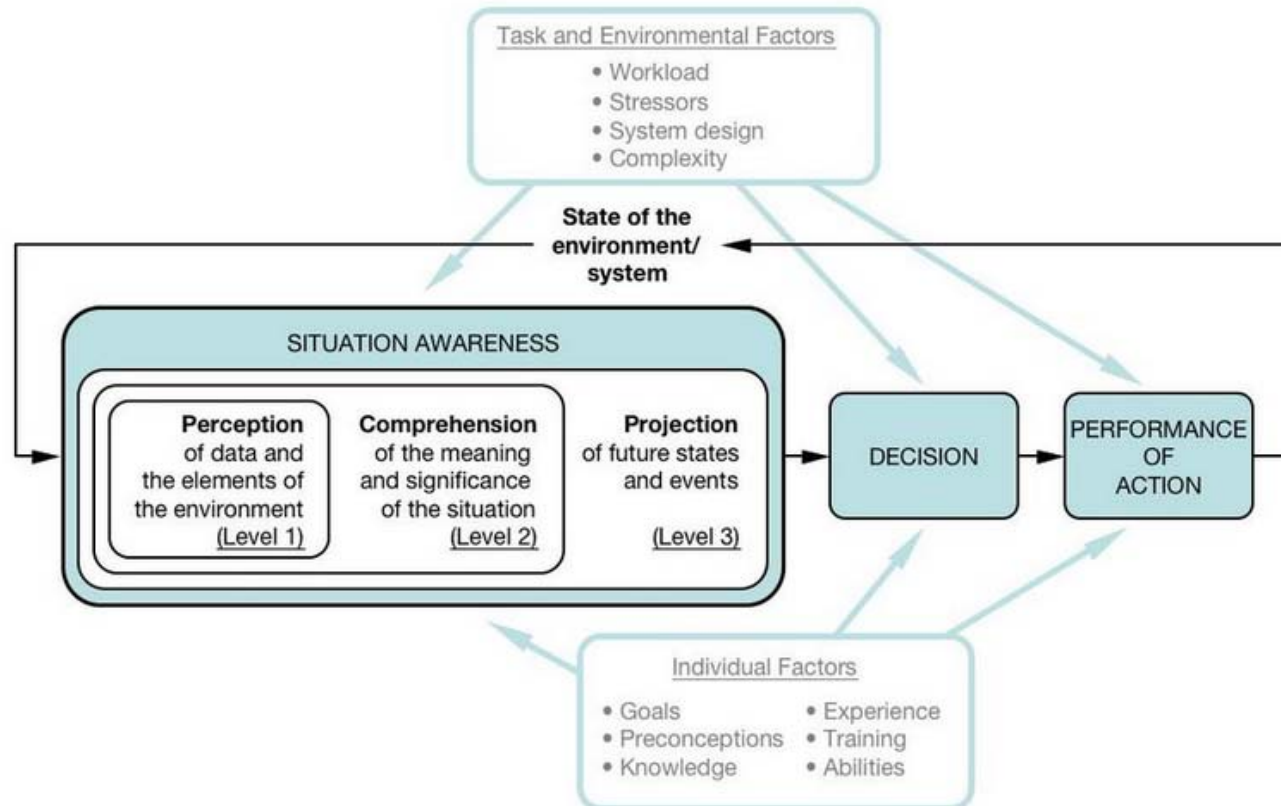 Task and Environmental Factors
• Workload
• Stressors
• System design
• Complexity
State of the
environment/
system
SITUATION AWARENESS
Perception
of data and
the elements of
the environment
(Level 1)
Comprehension
of the meaning
and significance
of the situation
(Level 2)
Projection
of future states
and events
(Level 3)
DECISION
PERFORMANCE
OF
ACTION
Individual Factors
• Goals
• Preconceptions
• Knowledge
• Experience
• Training
• Abilities